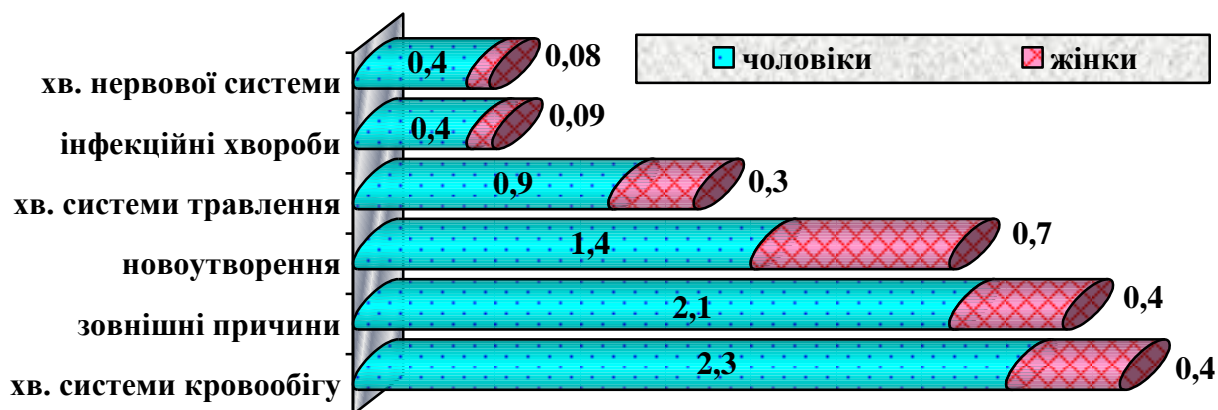 чоловіки жінки
хв. нервової системи 0,4 0,08
інфекційні хвороби 0,4 0,09
хв. системи травлення 0,9 0,3
новоутворення 1,4 0,7
зовнішні причини 2,1 0,4
хв. системи кровообігу 2,3 0,4